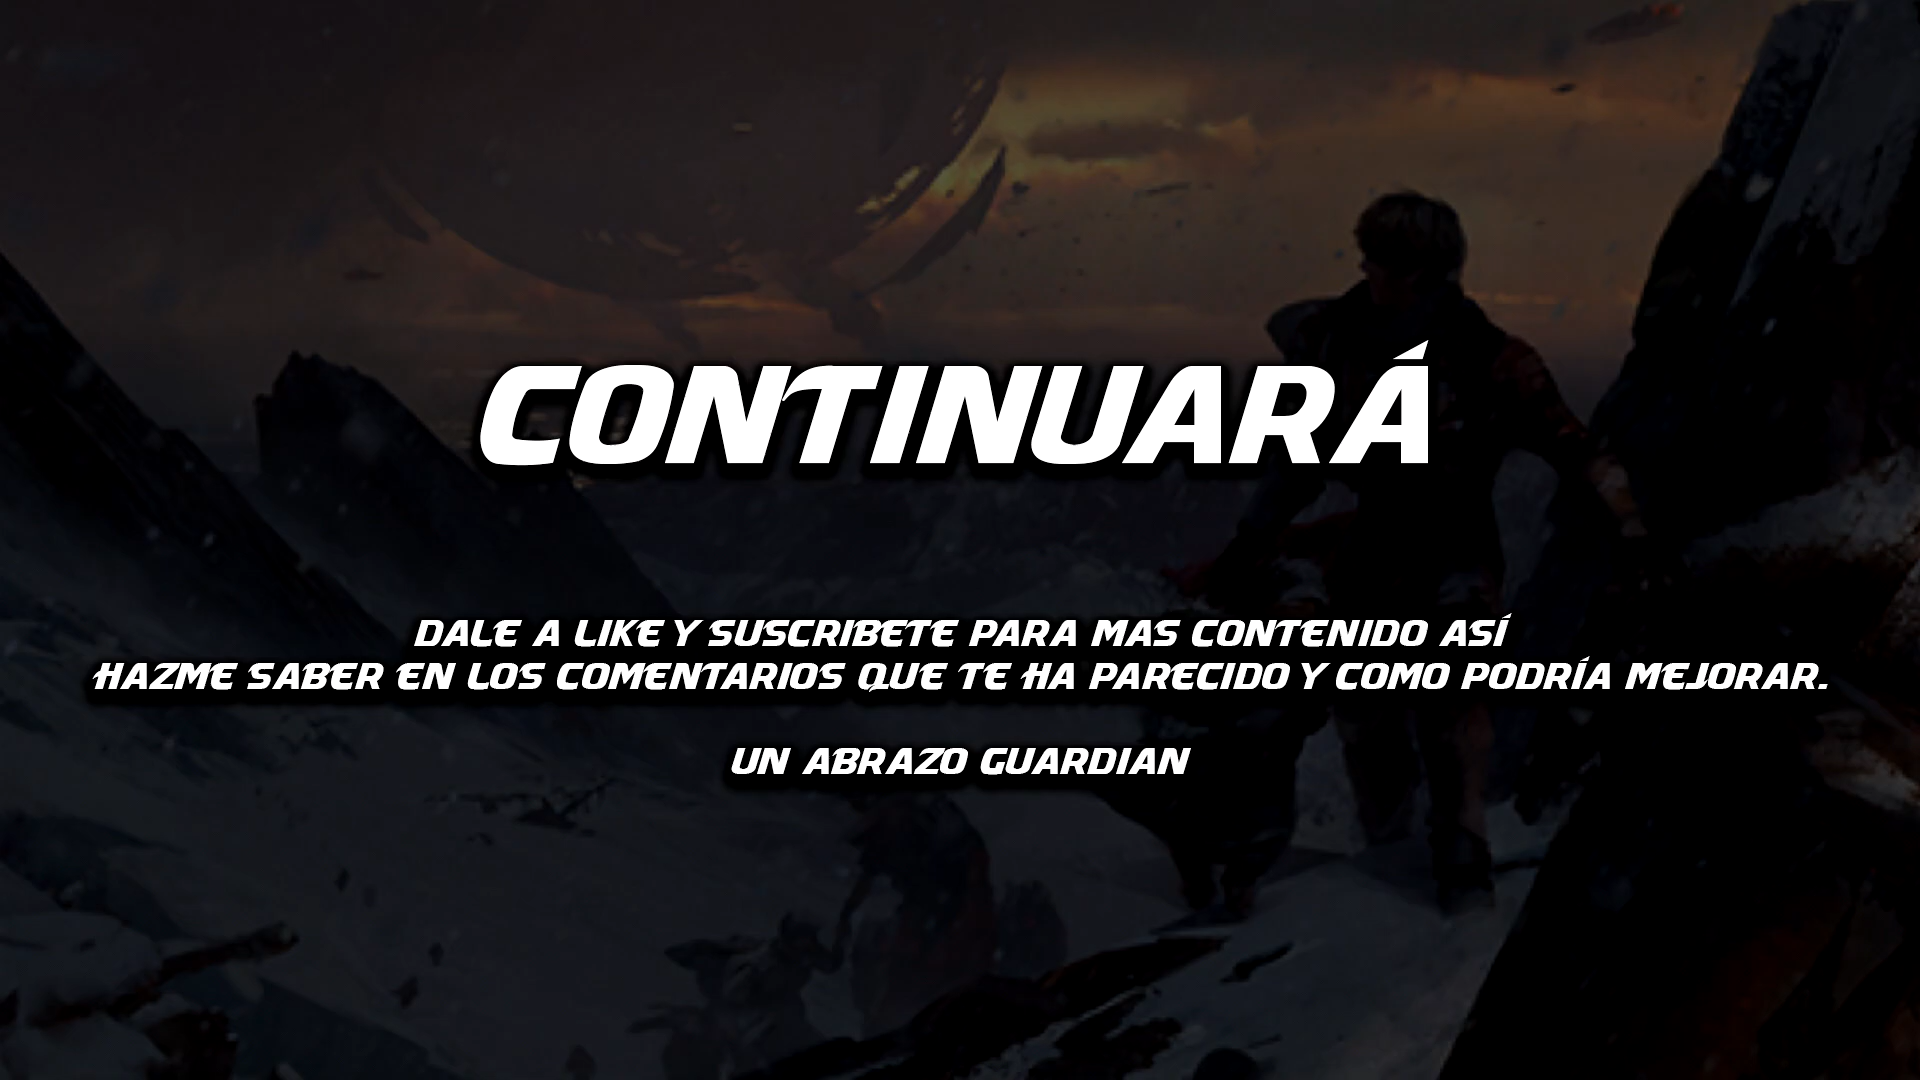 CONTINUARÁ
DALE A LIKE Y SUSCRIBETE PARA MAS CONTENIDO ASÍ
HAZME SABER EN LOS COMENTARIOS QUE TE HA PARECIDO Y COMO PODRÍA MEJORAR.
UN ABRAZO GUARDIAN